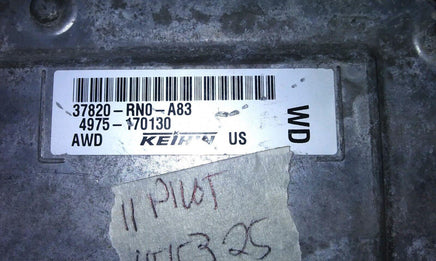 37820-RN0-A83
4975-170130
AWD KEIHIN US
WD
11 PILOT